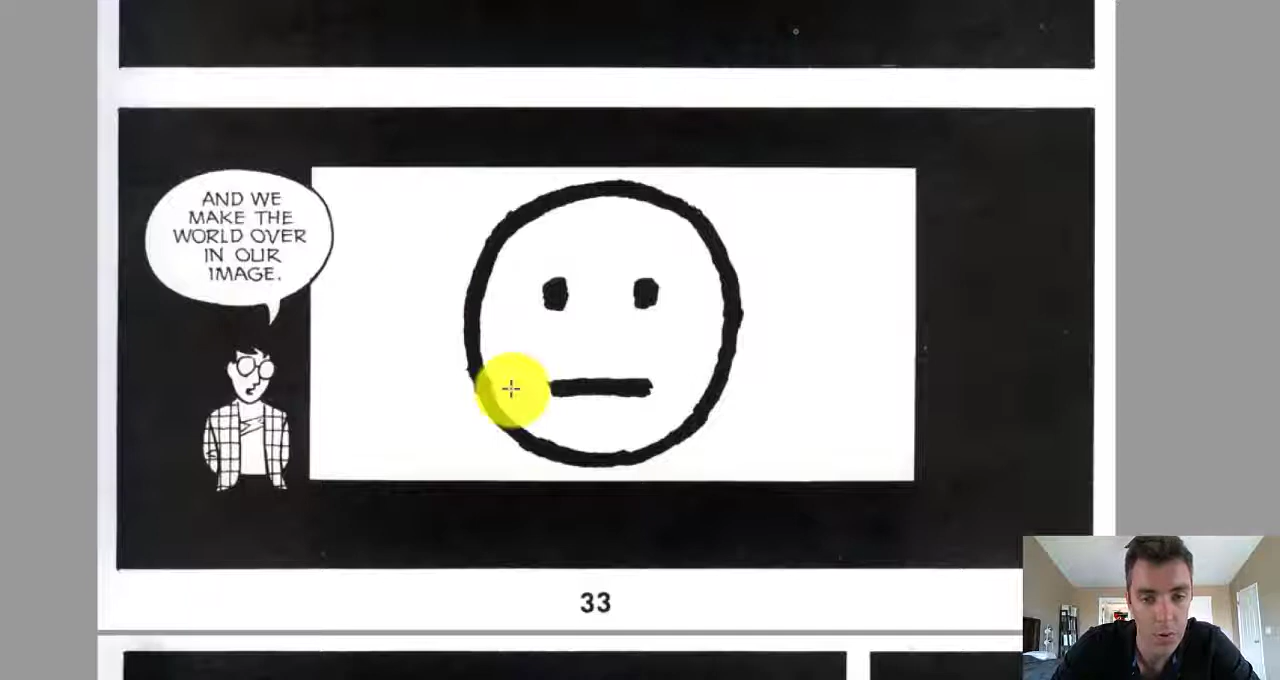 AND WE
MAKE THE
WORLD OVER
IN OUR
IMAGE.
33